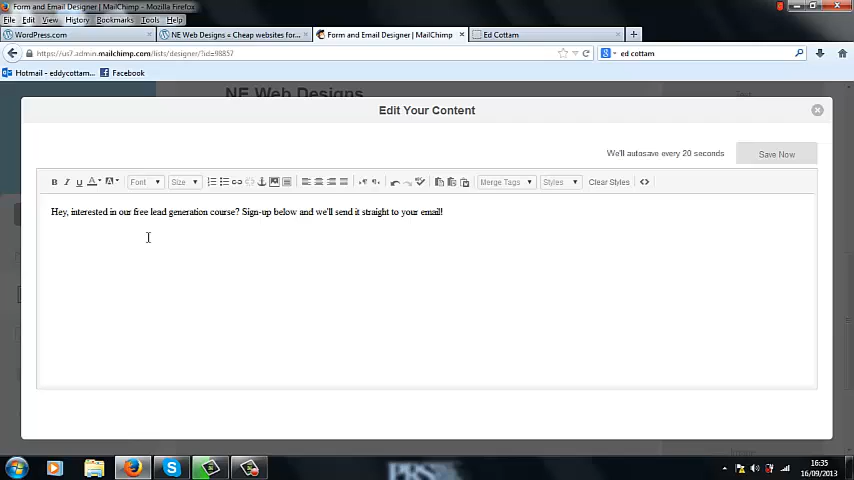 Form and Email Designer | MailChimp - Mozilla Firefox
File Edit View History Bookmarks Tools Help
WordPress.com
NE Web Designs = Cheap websites for...
Form and Email Designer | MailChimp
Ed Cottam
https://us7.admin.mailchimp.com/lists/designer/?id=98857
ed cottam
Hotmail - eddycottam...
Facebook
NE Web Designs
Edit Your Content
We'll autosave every 20 seconds
Save Now
B I U A Font Size Merge Tags Styles Clear Styles
Hey, interested in our free lead generation course? Sign-up below and we'll send it straight to your email!
16:35
16/09/2013